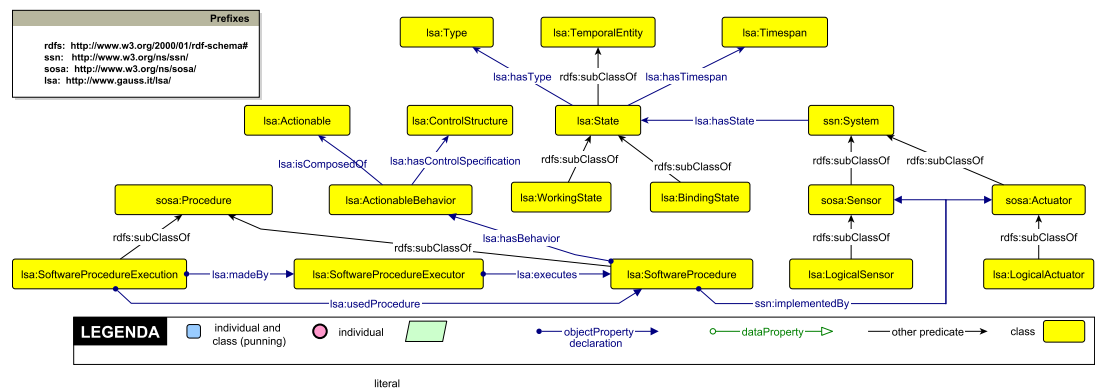 Prefixes
rdfs: http://www.w3.org/2000/01/rdf-schema#
ssn: http://www.w3.org/ns/ssn/
sosa: http://www.w3.org/ns/sosa/
lsa: http://www.gauss.it/lsa/
lsa:Type
lsa:TemporalEntity
lsa:Timespan
lsa:hasType
rdfs:subClassOf
lsa:hasTimespan
lsa:Actionable
lsa:ControlStructure
lsa:State
lsa:hasState
ssn:System
lsa:isComposedOf
lsa:hasControlSpecification
rdfs:subClassOf
rdfs:subClassOf
rdfs:subClassOf
rdfs:subClassOf
sosa:Procedure
lsa:ActionableBehavior
lsa:WorkingState
lsa:BindingState
sosa:Sensor
sosa:Actuator
rdfs:subClassOf
rdfs:subClassOf
lsa:hasBehavior
rdfs:subClassOf
rdfs:subClassOf
lsa:SoftwareProcedureExecution
lsa:madeBy
lsa:SoftwareProcedureExecutor
lsa:executes
lsa:SoftwareProcedure
lsa:LogicalSensor
lsa:LogicalActuator
lsa:usedProcedure
ssn:implementedBy
LEGENDA
individual and
class (punning)
individual
objectProperty
declaration
dataProperty
other predicate
class
literal